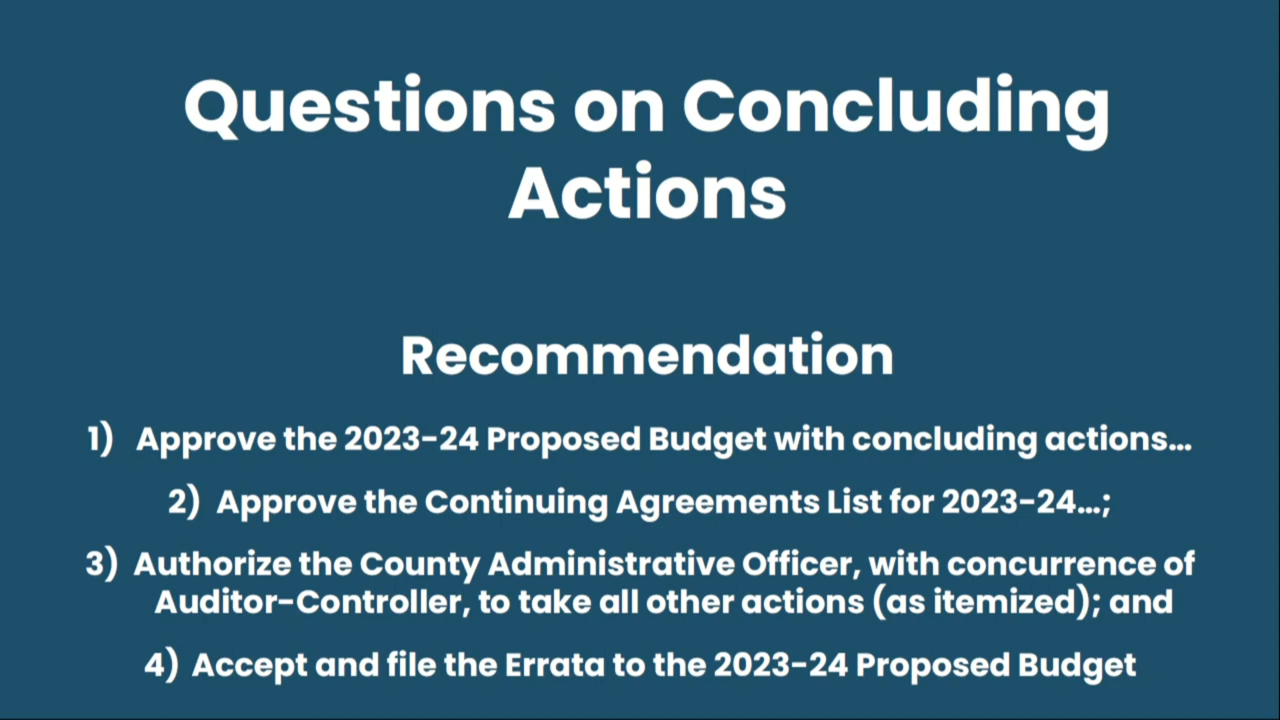 Questions on Concluding
Actions
Recommendation
1) Approve the 2023-24 Proposed Budget with concluding actions...
2) Approve the Continuing Agreements List for 2023-24...;
3) Authorize the County Administrative Officer, with concurrence of
Auditor-Controller, to take all other actions (as itemized); and
4) Accept and file the Errata to the 2023-24 Proposed Budget